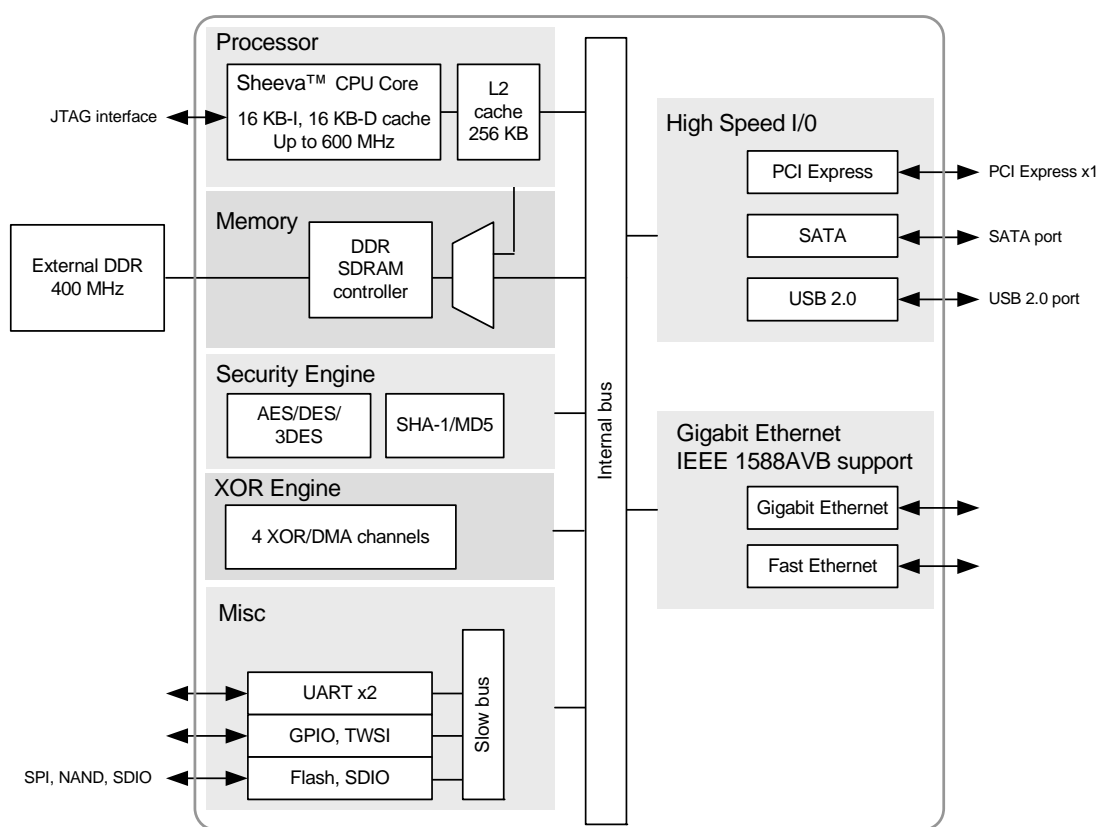 Processor
Sheeva™ CPU Core
16 KB-I, 16 KB-D cache
Up to 600 MHz
L2
cache
256 KB
JTAG interface
Memory
DDR
SDRAM
controller
External DDR
400 MHz
Security Engine
AES/DES/
3DES
SHA-1/MD5
XOR Engine
4 XOR/DMA channels
Misc
UART x2
GPIO, TWSI
Flash, SDIO
SPI, NAND, SDIO
Slow bus
Internal bus
High Speed I/0
PCI Express
PCI Express x1
SATA
SATA port
USB 2.0
USB 2.0 port
Gigabit Ethernet
IEEE 1588AVB support
Gigabit Ethernet
Fast Ethernet